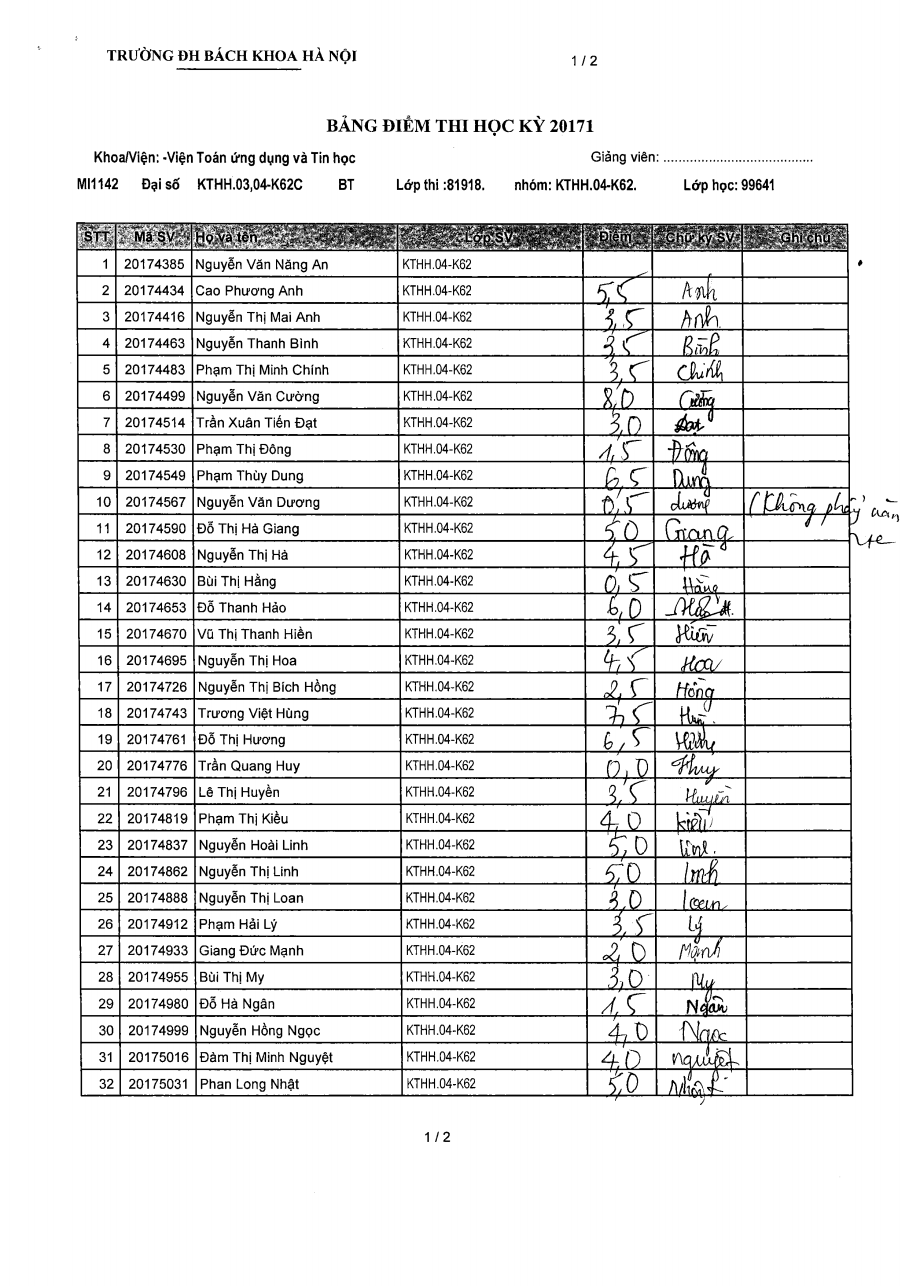 TRƯỜNG ĐH BÁCH KHOA HÀ NỘI 1 / 2
BẢNG ĐIỂM THI HỌC KỲ 20171
Khoa/Viện: -Viện Toán ứng dụng và Tin học Giảng viên: ........................................
MI1142 Đại số KTHH.03,04-K62C BT Lớp thi :81918. nhóm: KTHH.04-K62. Lớp học: 99641
STT Mã SV Họ và tên Lớp SV Điểm Chữ ký SV Ghi chú
1 20174385 Nguyễn Văn Năng An KTHH.04-K62
2 20174434 Cao Phương Anh KTHH.04-K62 5,5 Anh
3 20174416 Nguyễn Thị Mai Anh KTHH.04-K62 3,5 Anh
4 20174463 Nguyễn Thanh Bình KTHH.04-K62 3,5 Bình
5 20174483 Phạm Thị Minh Chính KTHH.04-K62 3,5 Chính
6 20174499 Nguyễn Văn Cường KTHH.04-K62 8,0 Cường
7 20174514 Trần Xuân Tiến Đạt KTHH.04-K62 3,0 Đạt
8 20174530 Phạm Thị Đông KTHH.04-K62 1,5 Đông
9 20174549 Phạm Thùy Dung KTHH.04-K62 6,5 Dung
10 20174567 Nguyễn Văn Dương KTHH.04-K62 0,5 dương (Không phảy
11 20174590 Đỗ Thị Hà Giang KTHH.04-K62 5,0 Giang
12 20174608 Nguyễn Thị Hà KTHH.04-K62 4,5 Hà
13 20174630 Bùi Thị Hằng KTHH.04-K62 0,5 Hằng
14 20174653 Đỗ Thanh Hảo KTHH.04-K62 6,0 Hảo
15 20174670 Vũ Thị Thanh Hiền KTHH.04-K62 3,5 Hiền
16 20174695 Nguyễn Thị Hoa KTHH.04-K62 4,5 Hoa
17 20174726 Nguyễn Thị Bích Hồng KTHH.04-K62 2,5 Hồng
18 20174743 Trương Việt Hùng KTHH.04-K62 7,5 Hùng
19 20174761 Đỗ Thị Hương KTHH.04-K62 6,5 Hương
20 20174776 Trần Quang Huy KTHH.04-K62 0,0 Huy
21 20174796 Lê Thị Huyền KTHH.04-K62 3,5 Huyền
22 20174819 Phạm Thị Kiều KTHH.04-K62 4,0 kiều
23 20174837 Nguyễn Hoài Linh KTHH.04-K62 5,0 linh
24 20174862 Nguyễn Thị Linh KTHH.04-K62 5,0 linh
25 20174888 Nguyễn Thị Loan KTHH.04-K62 3,0 loan
26 20174912 Phạm Hải Lý KTHH.04-K62 3,5 Lý
27 20174933 Giang Đức Mạnh KTHH.04-K62 2,0 Mạnh
28 20174955 Bùi Thị My KTHH.04-K62 3,0 My
29 20174980 Đỗ Hà Ngân KTHH.04-K62 1,5 Ngân
30 20174999 Nguyễn Hồng Ngọc KTHH.04-K62 4,0 Ngọc
31 20175016 Đàm Thị Minh Nguyệt KTHH.04-K62 4,0 nguyệt
32 20175031 Phan Long Nhật KTHH.04-K62 5,0 Nhật
1 / 2